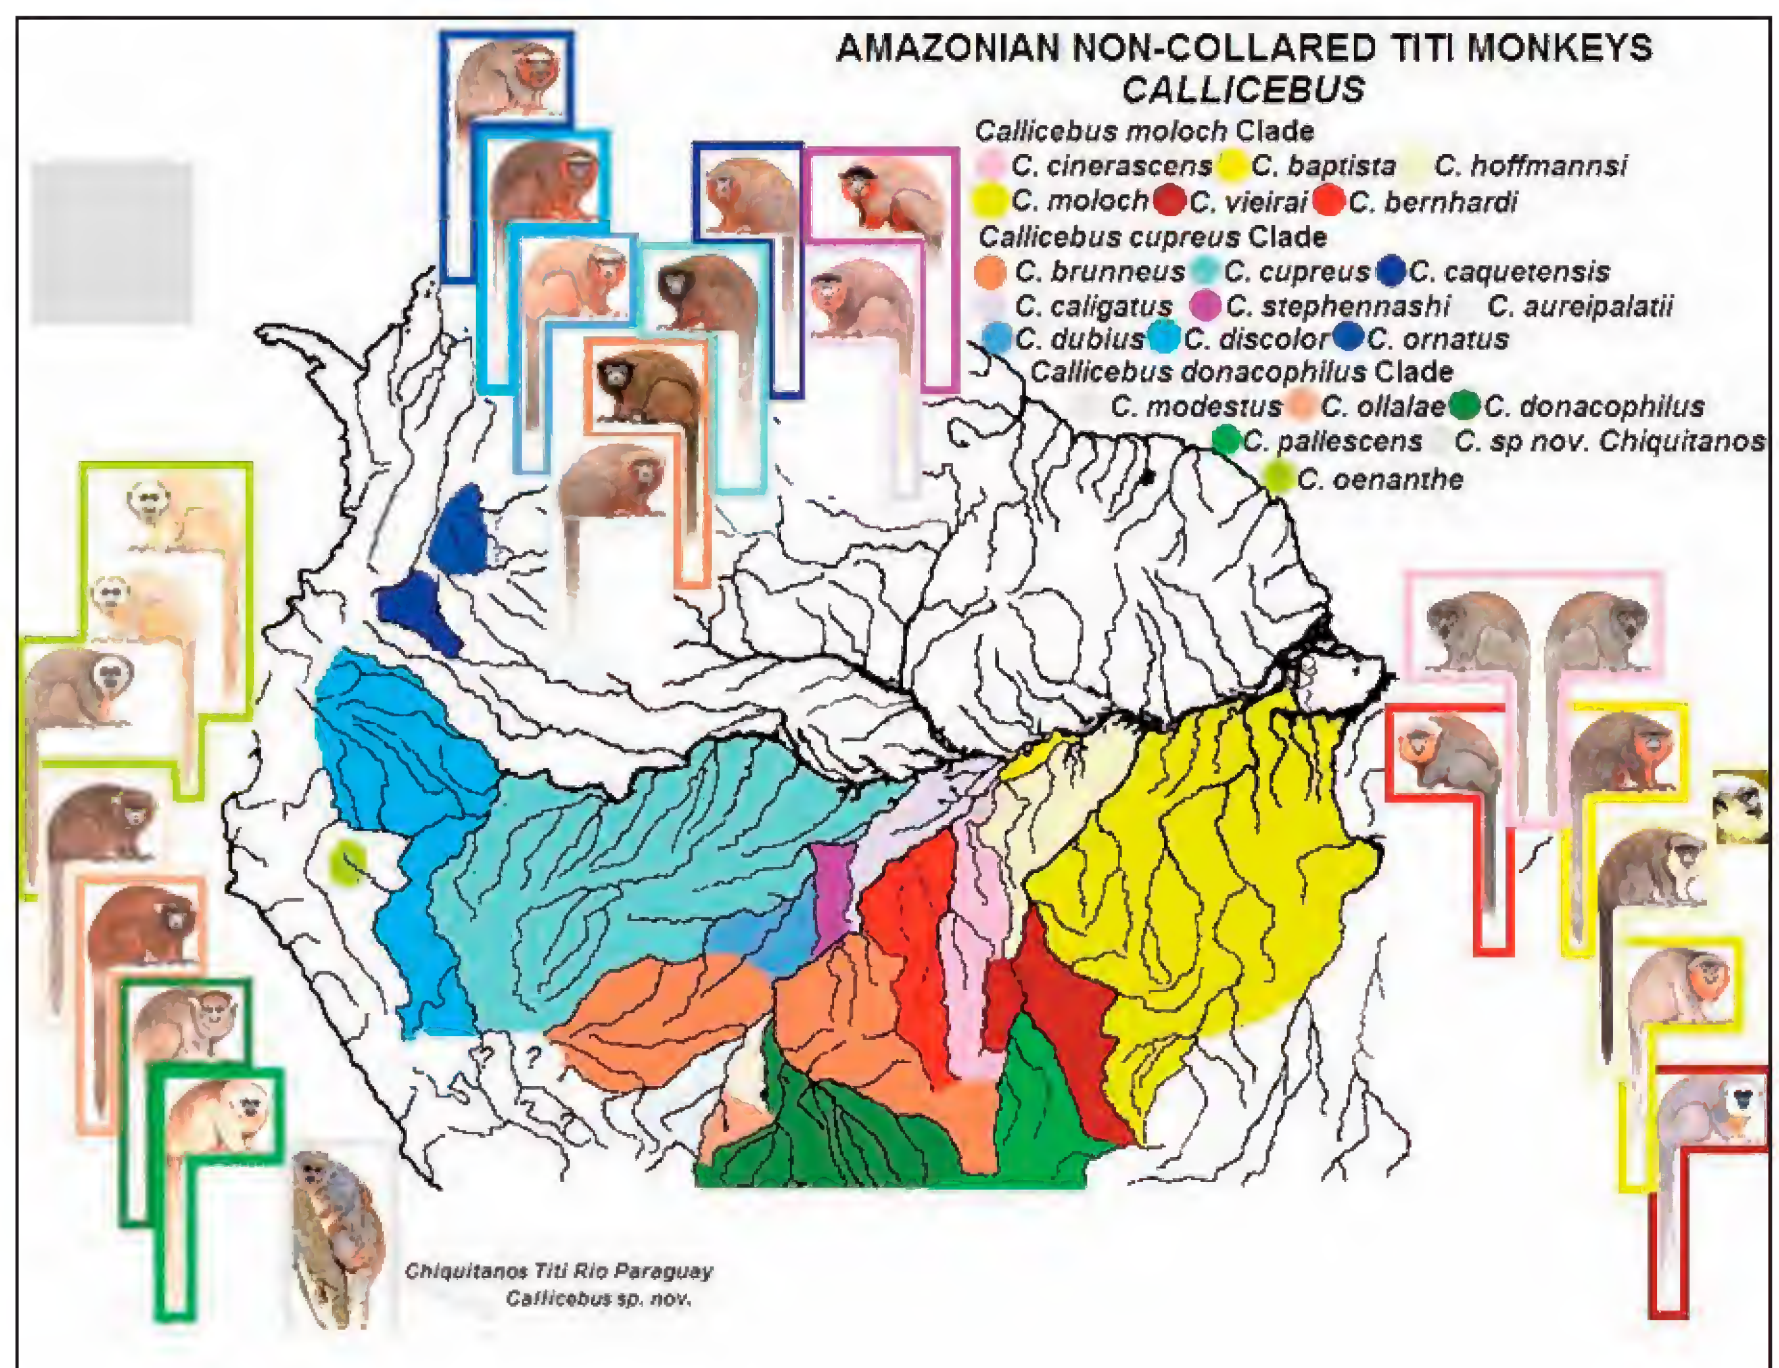 AMAZONIAN NON-COLLARED TITI MONKEYS
CALLICEBUS
Callicebus moloch Clade
C. cinerascens C. baptista C. hoffmannsi
C. moloch C. vieirai C. bernhardi
Callicebus cupreus Clade
C. brunneus C. cupreus C. caquetensis
C. caligatus C. stephennashi C. aureipalatii
C. dubius C. discolor C. ornatus
Callicebus donacophilus Clade
C. modestus C. ollalae C. donacophilus
C. pallescens C. sp nov. Chiquitanos
C. oenanthe
? ?
Chiquitanos Titi Rio Paraguay
Callicebus sp. nov.